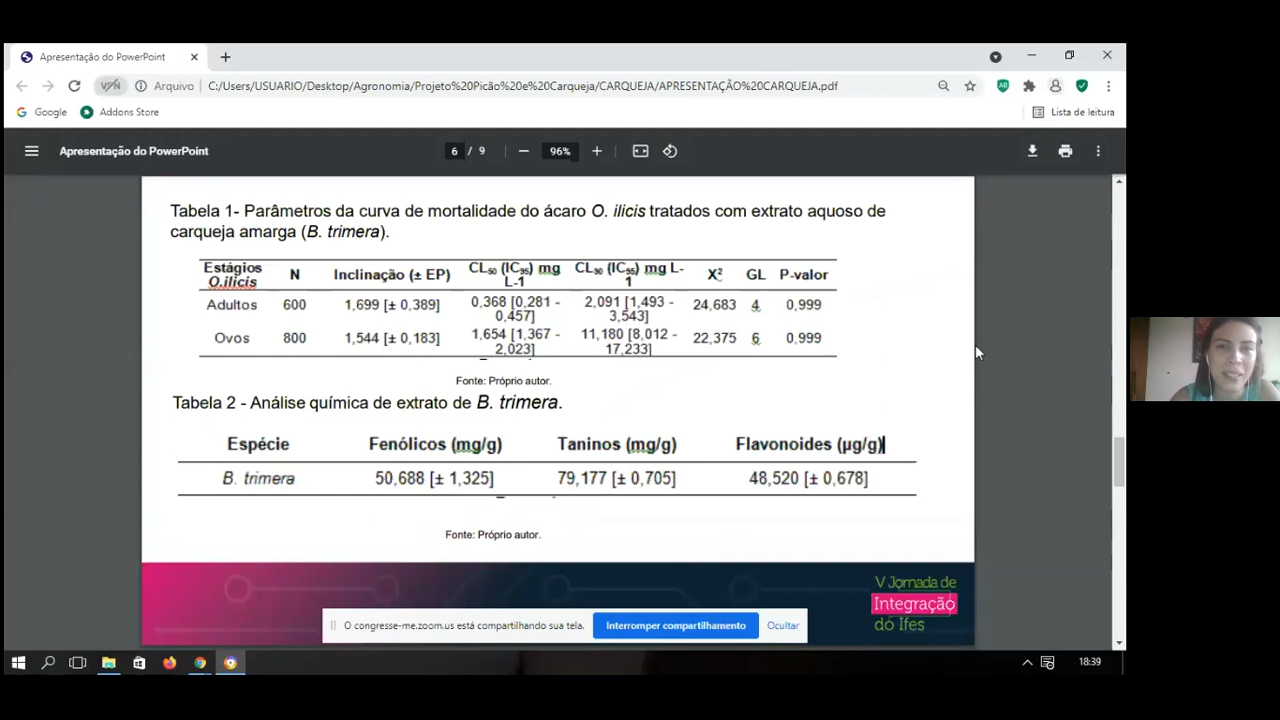 Apresentação do PowerPoint
Arquivo
C:/Users/USUARIO/Desktop/Agronomia/Projeto%20Picão%20e%20Carqueja/CARQUEJA/APRESENTAÇÃO%20CARQUEJA.pdf
Google Addons Store Lista de leitura
Apresentação do PowerPoint 6 / 9 96%
Tabela 1- Parâmetros da curva de mortalidade do ácaro O. ilicis tratados com extrato aquoso de
carqueja amarga (B. trimera).
Estágios O.ilicis N Inclinação (± EP) CL50 (IC95) mg L-1 CL90 (IC95) mg L-1 X² GL P-valor
Adultos 600 1,699 [± 0,389] 0,368 [0,281 - 0,457] 2,091 [1,493 - 3,543] 24,683 4 0,999
Ovos 800 1,544 [± 0,183] 1,654 [1,367 - 2,023] 11,180 [8,012 - 17,233] 22,375 6 0,999
Fonte: Próprio autor.
Tabela 2 - Análise química de extrato de B. trimera.
Espécie Fenólicos (mg/g) Taninos (mg/g) Flavonoides (µg/g)
B. trimera 50,688 [± 1,325] 79,177 [± 0,705] 48,520 [± 0,678]
Fonte: Próprio autor.
V Jornada de
Integração
do Ifes
O congresse-me.zoom.us está compartilhando sua tela. Interromper compartilhamento Ocultar
18:39